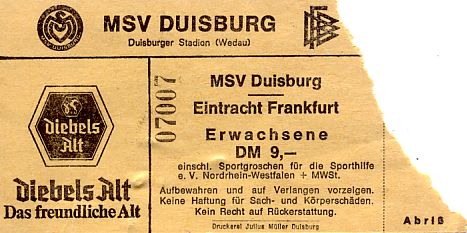 MSV DUISBURG
Duisburger Stadion (Wedau)
DFB
07007
MSV Duisburg
Eintracht Frankfurt
Erwachsene
DM 9,—
einschl. Sportgroschen für die Sporthilfe
e. V. Nordrhein-Westfalen + MWSt.
Aufbewahren und auf Verlangen vorzeigen.
Keine Haftung für Sach- und Körperschäden.
Kein Recht auf Rückerstattung.
Druckerei Julius Müller Duisburg
Abriß
Diebels
Alt
Diebels Alt
Das freundliche Alt